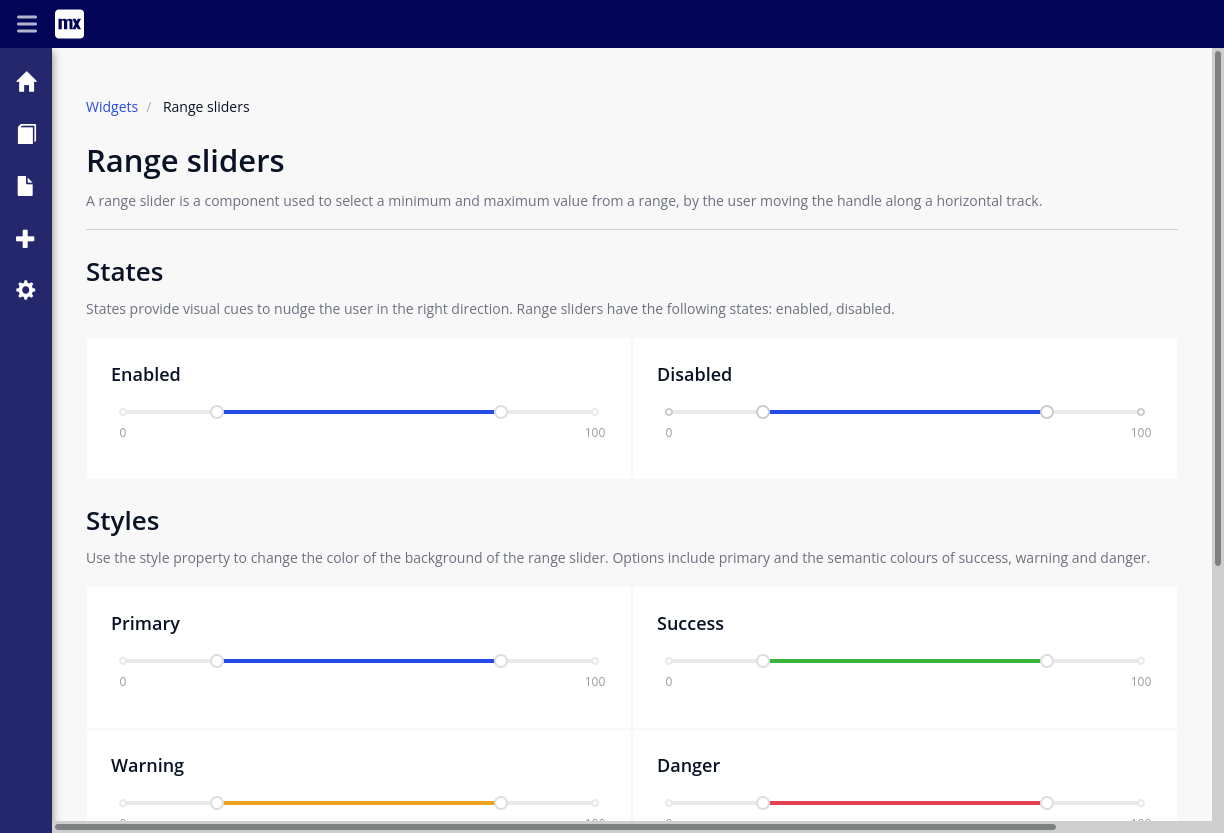 mx
Widgets / Range sliders
Range sliders
A range slider is a component used to select a minimum and maximum value from a range, by the user moving the handle along a horizontal track.
States
States provide visual cues to nudge the user in the right direction. Range sliders have the following states: enabled, disabled.
Enabled
0 100
Disabled
0 100
Styles
Use the style property to change the color of the background of the range slider. Options include primary and the semantic colours of success, warning and danger.
Primary
0 100
Success
0 100
Warning
Danger